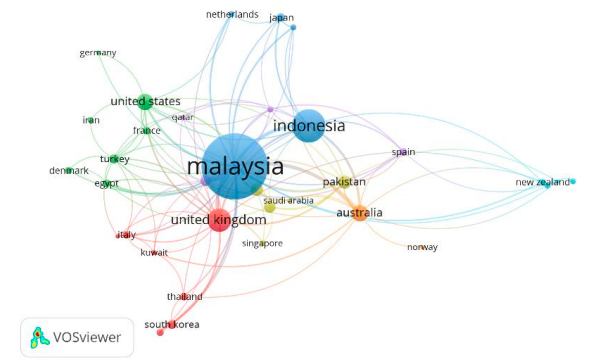 netherlands
japan
germany
united states
indonesia
iran
qatar
france
turkey
malaysia
spain
denmark
egypt
pakistan
new zealand
saudi arabia
united kingdom
australia
italy
singapore
norway
kuwait
thailand
south korea
VOSviewer